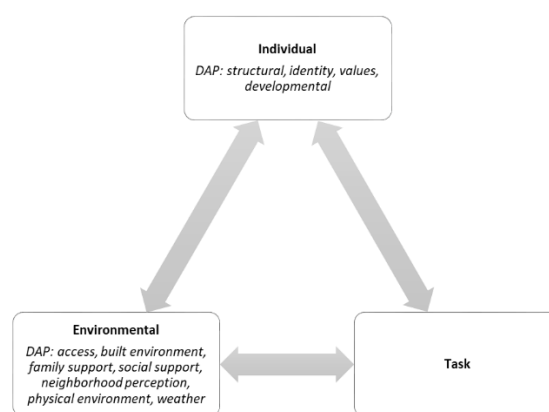 Individual
DAP: structural, identity, values,
developmental
Environmental
DAP: access, built environment,
family support, social support,
neighborhood perception,
physical environment, weather
Task